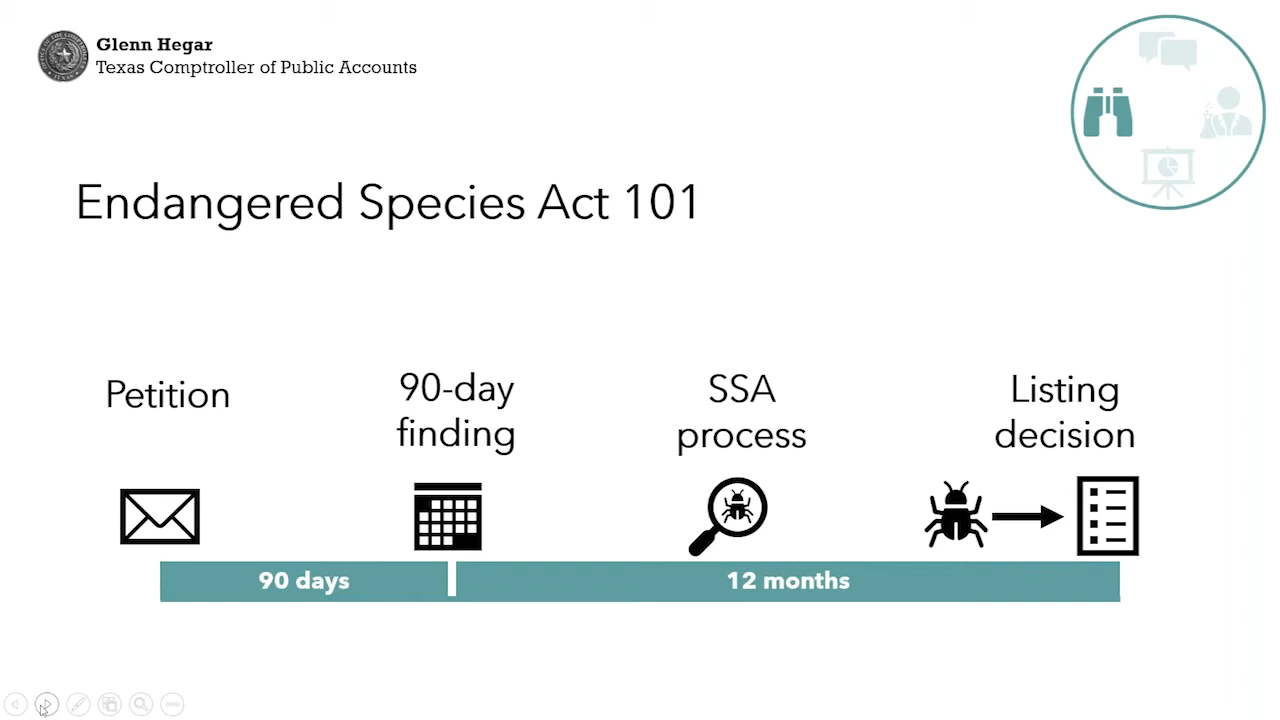 Glenn Hegar
Texas Comptroller of Public Accounts
Endangered Species Act 101
Petition
90-day
finding
SSA
process
Listing
decision
90 days
12 months